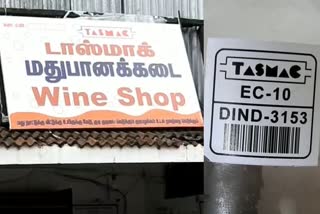 TASMAC
டாஸ்மாக்
மதுபானக்கடை
Wine Shop
TASMAC
EC-10
DIND-3153